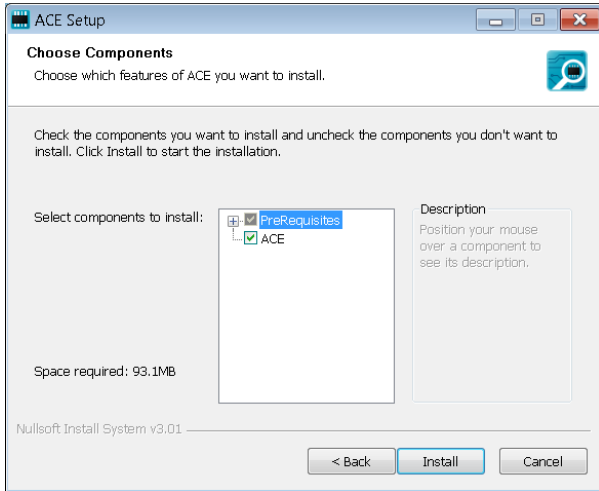 ACE Setup
Choose Components
Choose which features of ACE you want to install.
Check the components you want to install and uncheck the components you don't want to
install. Click Install to start the installation.
Select components to install:
PreRequisites
ACE
Description
Position your mouse
over a component to
see its description.
Space required: 93.1MB
Nullsoft Install System v3.01
< Back
Install
Cancel